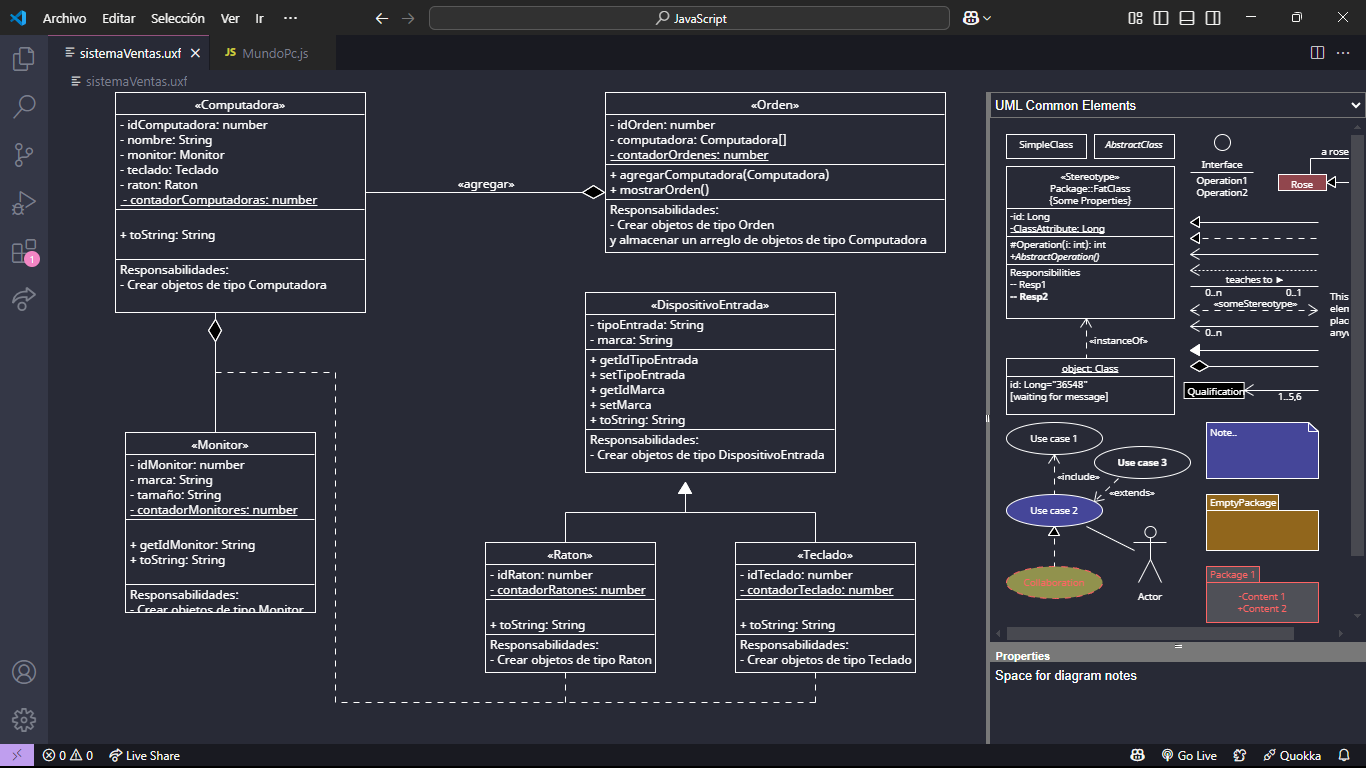 Archivo Editar Selección Ver Ir ···
JavaScript
sistemaVentas.uxf
JS MundoPc.js
sistemaVentas.uxf
1
«Computadora»
- idComputadora: number
- nombre: String
- monitor: Monitor
- teclado: Teclado
- raton: Raton
- contadorComputadoras: number
+ toString: String
Responsabilidades:
- Crear objetos de tipo Computadora
«agregar»
«Orden»
- idOrden: number
- computadora: Computadora[]
- contadorOrdenes: number
+ agregarComputadora(Computadora)
+ mostrarOrden()
Responsabilidades:
- Crear objetos de tipo Orden
y almacenar un arreglo de objetos de tipo Computadora
«DispositivoEntrada»
- tipoEntrada: String
- marca: String
+ getIdTipoEntrada
+ setTipoEntrada
+ getIdMarca
+ setMarca
+ toString: String
Responsabilidades:
- Crear objetos de tipo DispositivoEntrada
«Monitor»
- idMonitor: number
- marca: String
- tamaño: String
- contadorMonitores: number
+ getIdMonitor: String
+ toString: String
Responsabilidades:
- Crear objetos de tipo Monitor
«Raton»
- idRaton: number
- contadorRatones: number
+ toString: String
Responsabilidades:
- Crear objetos de tipo Raton
«Teclado»
- idTeclado: number
- contadorTeclado: number
+ toString: String
Responsabilidades:
- Crear objetos de tipo Teclado
UML Common Elements
SimpleClass
AbstractClass
Interface
Operation1
Operation2
a rose
Rose
«Stereotype»
Package::FatClass
{Some Properties}
-id: Long
-ClassAttribute: Long
#Operation(i: int): int
+AbstractOperation()
Responsibilities
-- Resp1
-- Resp2
teaches to ►
0..n 0..1
«someStereotype»
0..n
This
elem
plac
anyw
«instanceOf»
object: Class
id: Long="36548"
[waiting for message]
Qualification
1..5,6
Use case 1
Use case 3
«include»
«extends»
Use case 2
Collaboration
Actor
Note..
EmptyPackage
Package 1
-Content 1
+Content 2
Properties
Space for diagram notes
0 0 Live Share
Go Live
Quokka